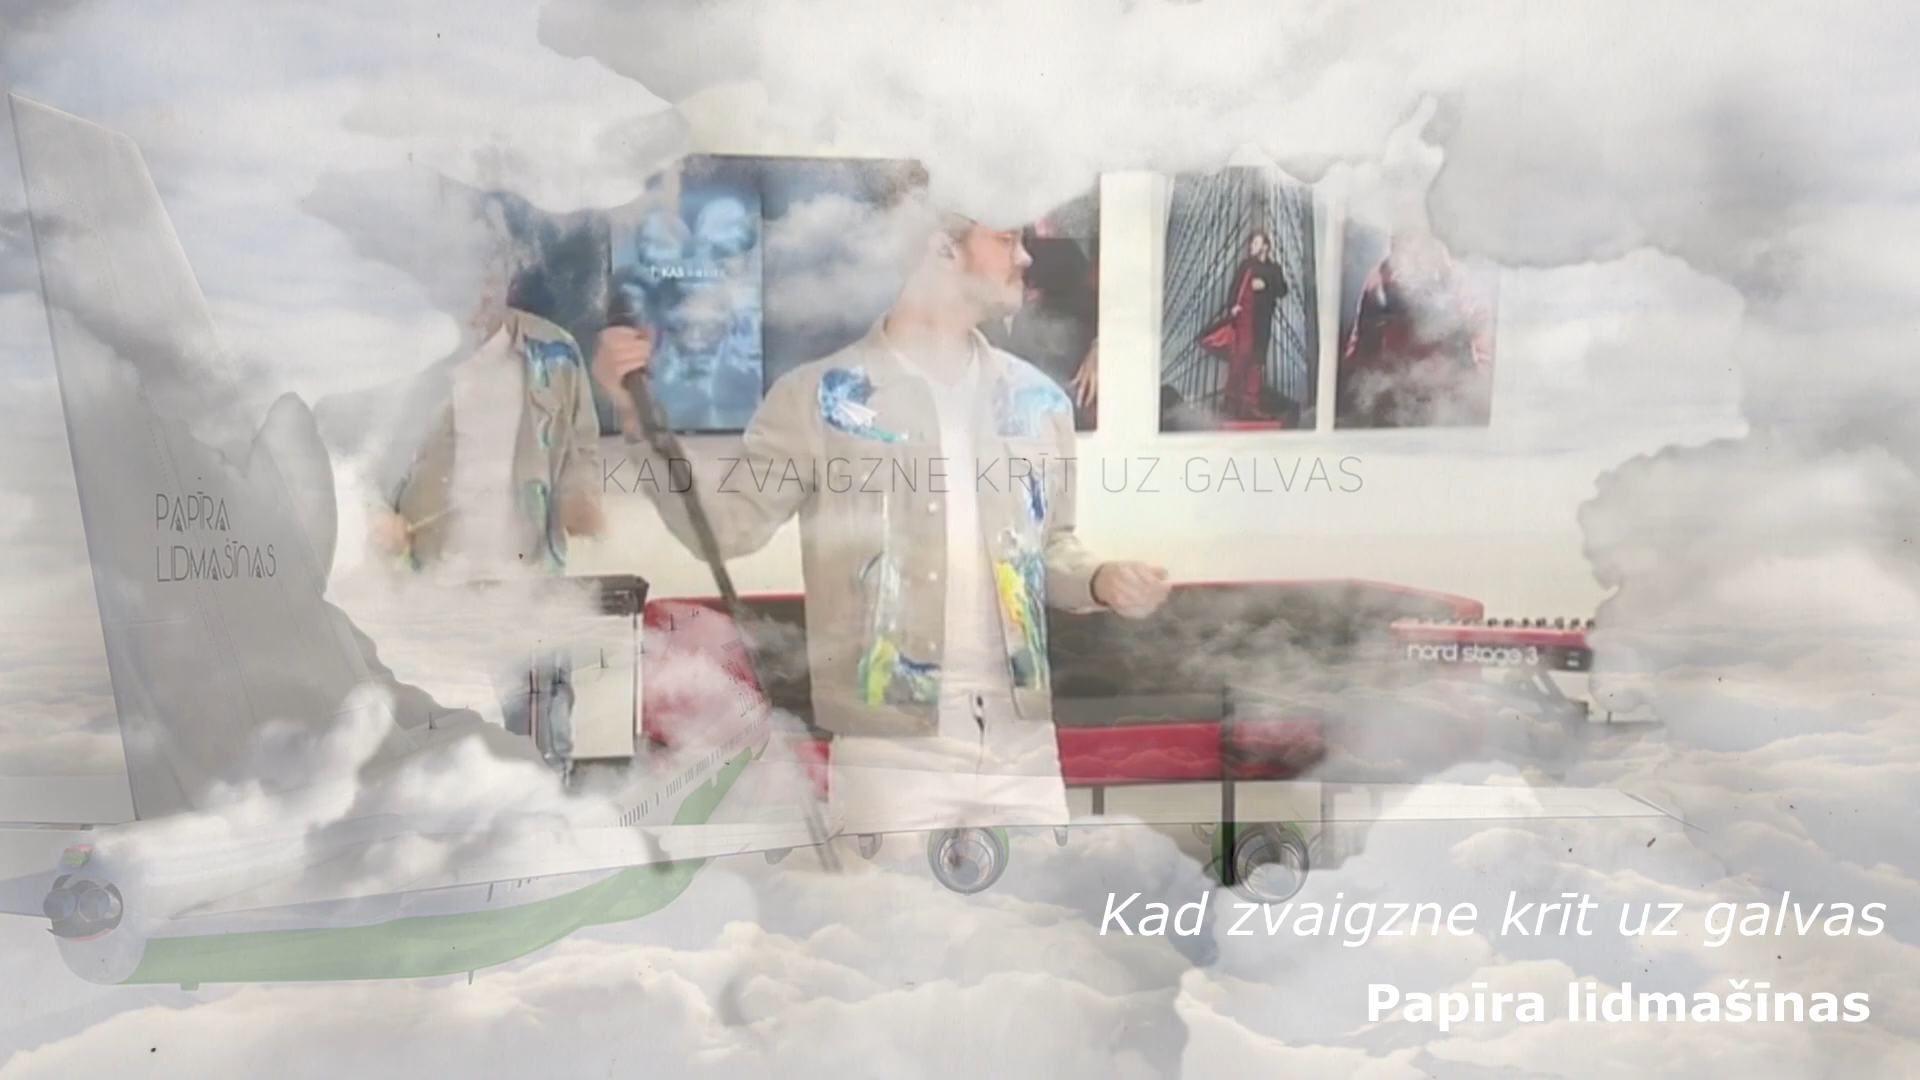 KAD ZVAIGZNE KRĪT UZ GALVAS
PAPĪRA
LIDMAŠĪNAS
nord stage 3
Kad zvaigzne krīt uz galvas
Papīra lidmašīnas